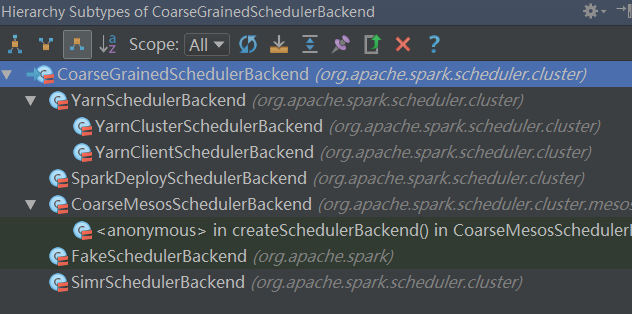 Hierarchy Subtypes of CoarseGrainedSchedulerBackend
Scope: All
CoarseGrainedSchedulerBackend (org.apache.spark.scheduler.cluster)
YarnSchedulerBackend (org.apache.spark.scheduler.cluster)
YarnClusterSchedulerBackend (org.apache.spark.scheduler.cluster)
YarnClientSchedulerBackend (org.apache.spark.scheduler.cluster)
SparkDeploySchedulerBackend (org.apache.spark.scheduler.cluster)
CoarseMesosSchedulerBackend (org.apache.spark.scheduler.cluster.mesos
<anonymous> in createSchedulerBackend() in CoarseMesosScheduler
FakeSchedulerBackend (org.apache.spark)
SimrSchedulerBackend (org.apache.spark.scheduler.cluster)